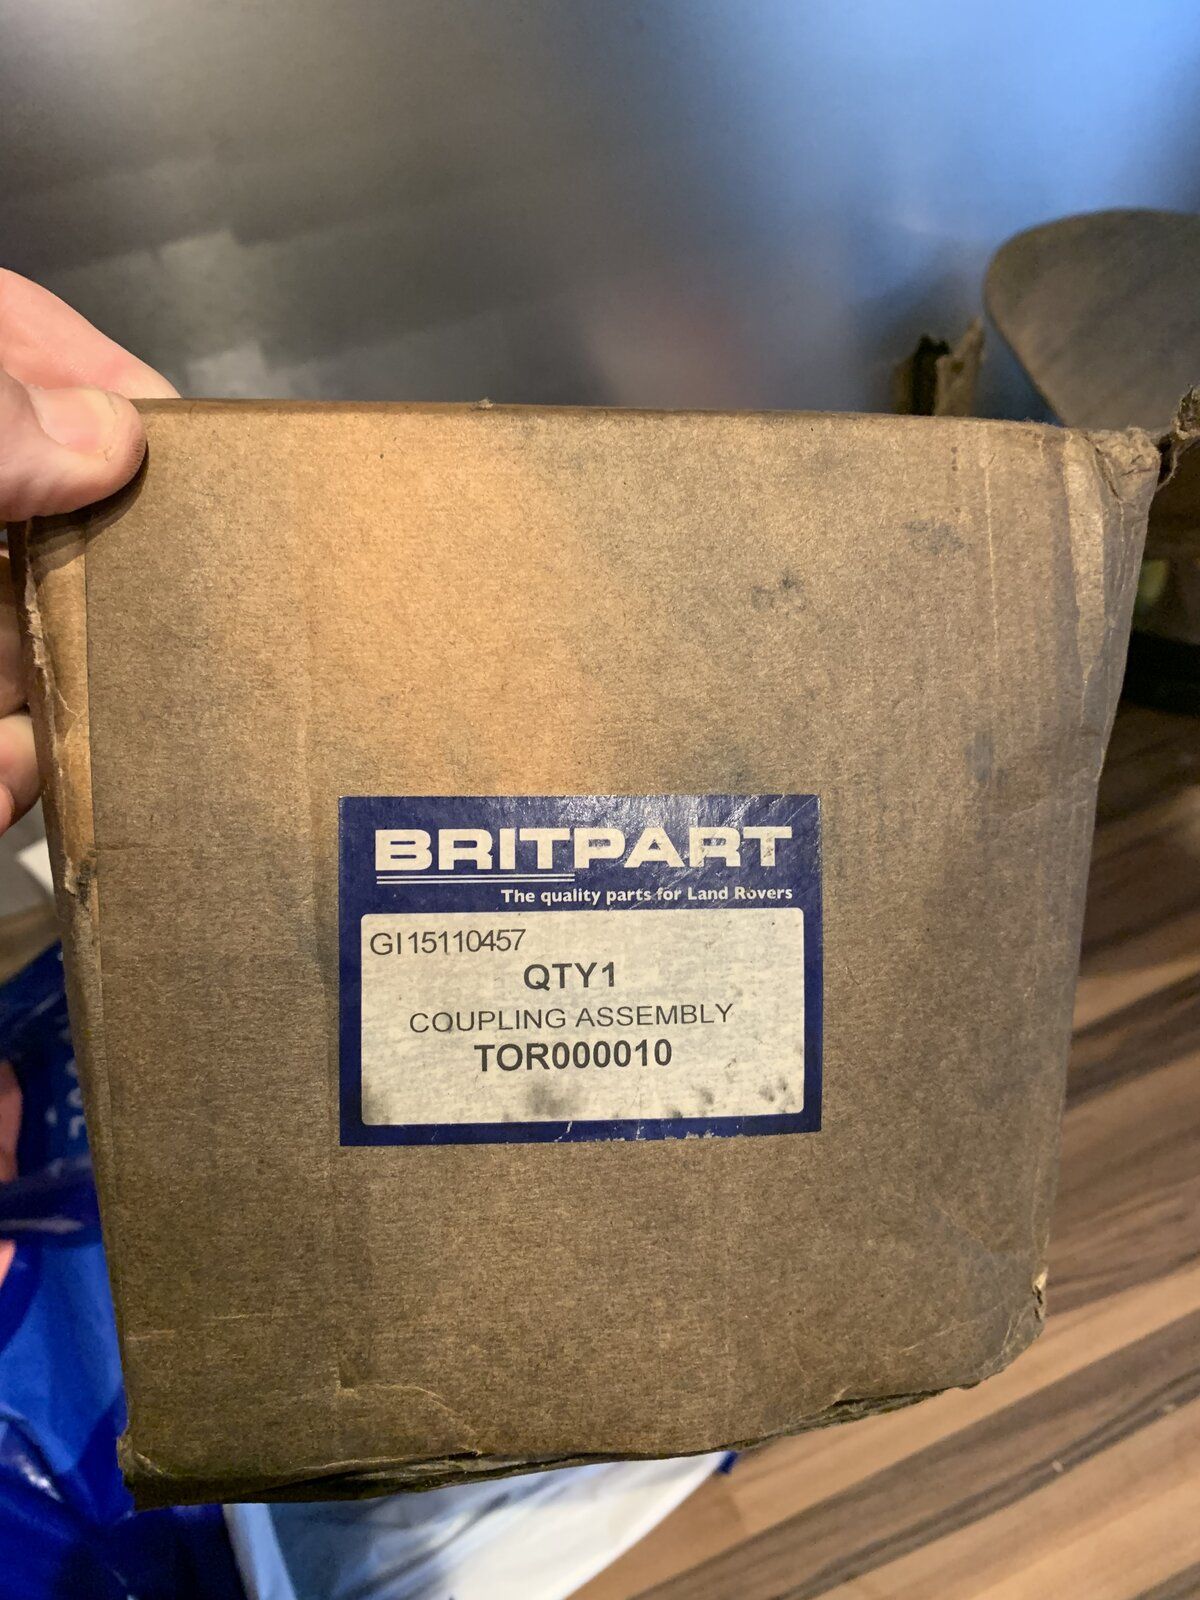 BRITPART
The quality parts for Land Rovers
GI15110457
QTY1
COUPLING ASSEMBLY
TOR000010